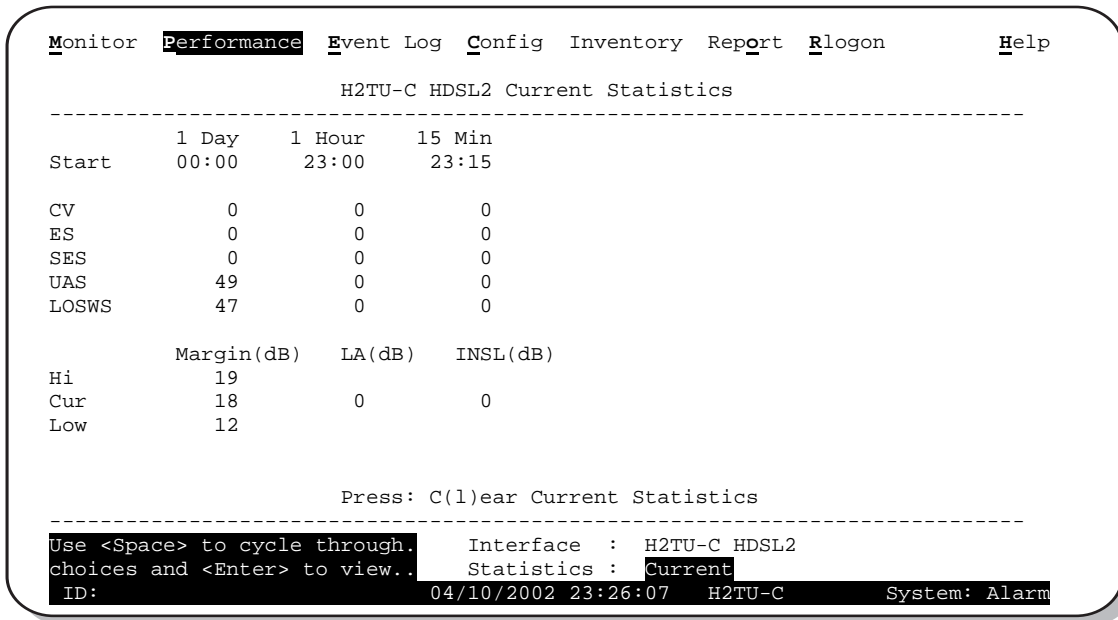 Monitor Performance Event Log Config Inventory Report Rlogon Help
H2TU-C HDSL2 Current Statistics
--------------------------------------------------------------------------------
1 Day 1 Hour 15 Min
Start 00:00 23:00 23:15
CV 0 0 0
ES 0 0 0
SES 0 0 0
UAS 49 0 0
LOSWS 47 0 0
Margin(dB) LA(dB) INSL(dB)
Hi 19
Cur 18 0 0
Low 12
Press: C(l)ear Current Statistics
--------------------------------------------------------------------------------
Use <Space> to cycle through. Interface : H2TU-C HDSL2
choices and <Enter> to view.. Statistics : Current
ID: 04/10/2002 23:26:07 H2TU-C System: Alarm